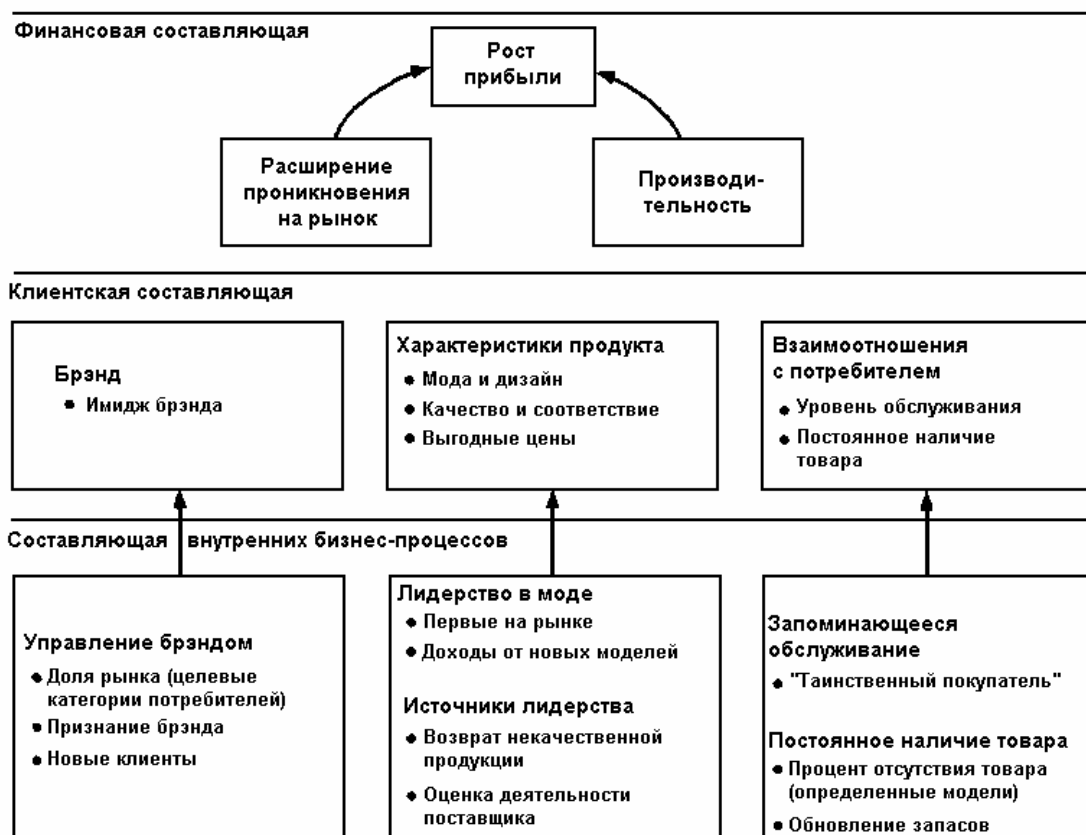 Финансовая составляющая
Рост
прибыли
Расширение
проникновения
на рынок
Производи-
тельность
Клиентская составляющая
Брэнд
• Имидж брэнда
Характеристики продукта
• Мода и дизайн
• Качество и соответствие
• Выгодные цены
Взаимоотношения
с потребителем
• Уровень обслуживания
• Постоянное наличие
товара
Составляющая внутренних бизнес-процессов
Управление брэндом
• Доля рынка (целевые
категории потребителей)
• Признание брэнда
• Новые клиенты
Лидерство в моде
• Первые на рынке
• Доходы от новых моделей
Источники лидерства
• Возврат некачественной
продукции
• Оценка деятельности
поставщика
Запоминающееся
обслуживание
• "Таинственный покупатель"
Постоянное наличие товара
• Процент отсутствия товара
(определенные модели)
• Обновление запасов